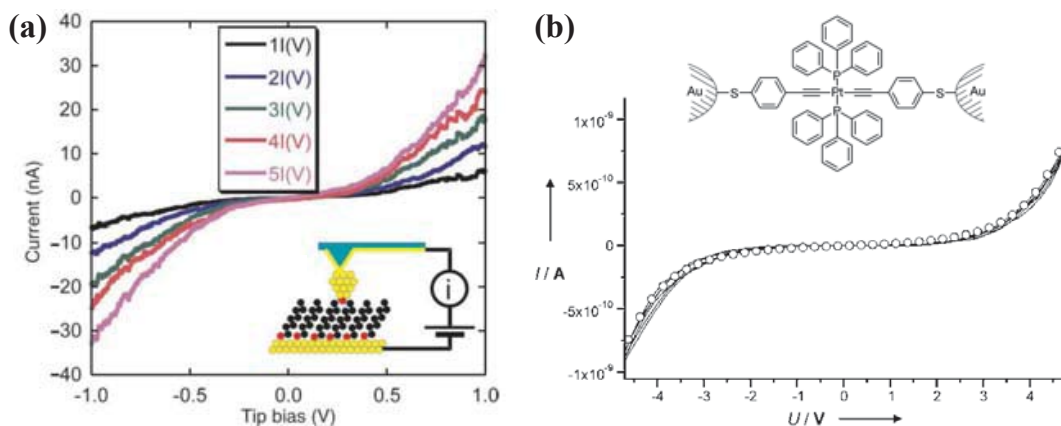 (a)
40
30
20
10
0
−10
−20
−30
−40
Current (nA)
1I(V)
2I(V)
3I(V)
4I(V)
5I(V)
i
-1.0 -0.5 0.0 0.5 1.0
Tip bias (V)
(b)
P
Au S Pt S Au
P
1x10⁻⁹
5x10⁻¹⁰
0
-5x10⁻¹⁰
-1x10⁻⁹
I / A
-4 -3 -2 -1 0 1 2 3 4
U / V